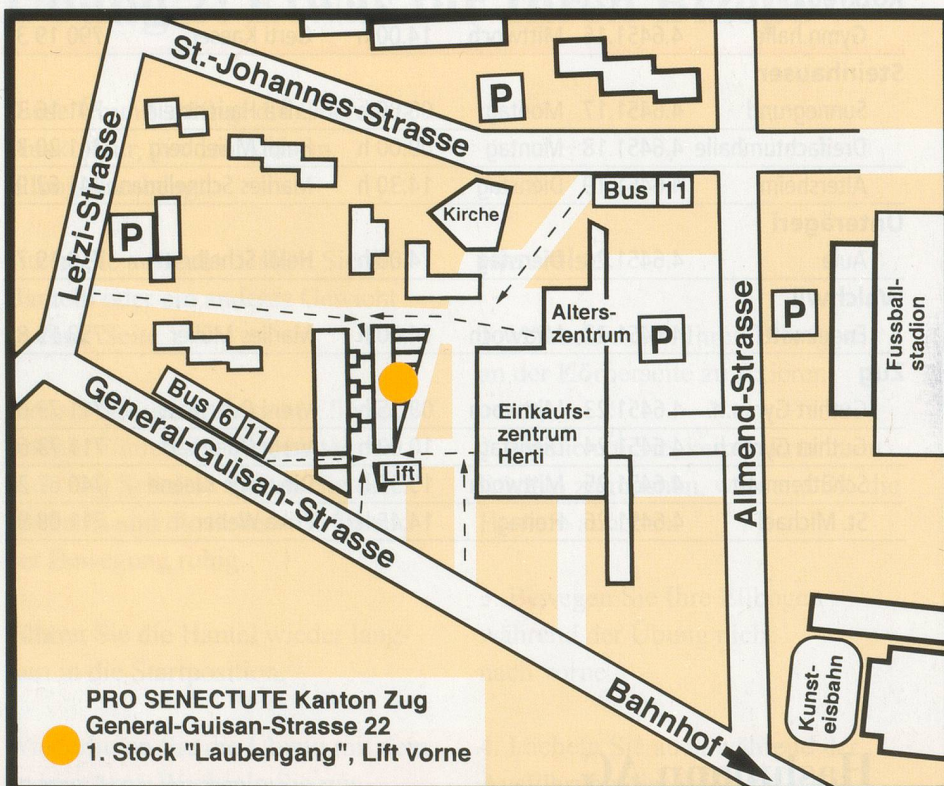 St.-Johannes-Strasse
P
Letzi-Strasse
P
Kirche
Bus 11
Alters-
zentrum
P
P
Fussball-
stadion
Allmend-Strasse
Bus 6 11
General-Guisan-Strasse
Einkaufs-
zentrum
Herti
Lift
Bahnhof
Kunst-
eisbahn
PRO SENECTUTE Kanton Zug
General-Guisan-Strasse 22
1. Stock "Laubengang", Lift vorne